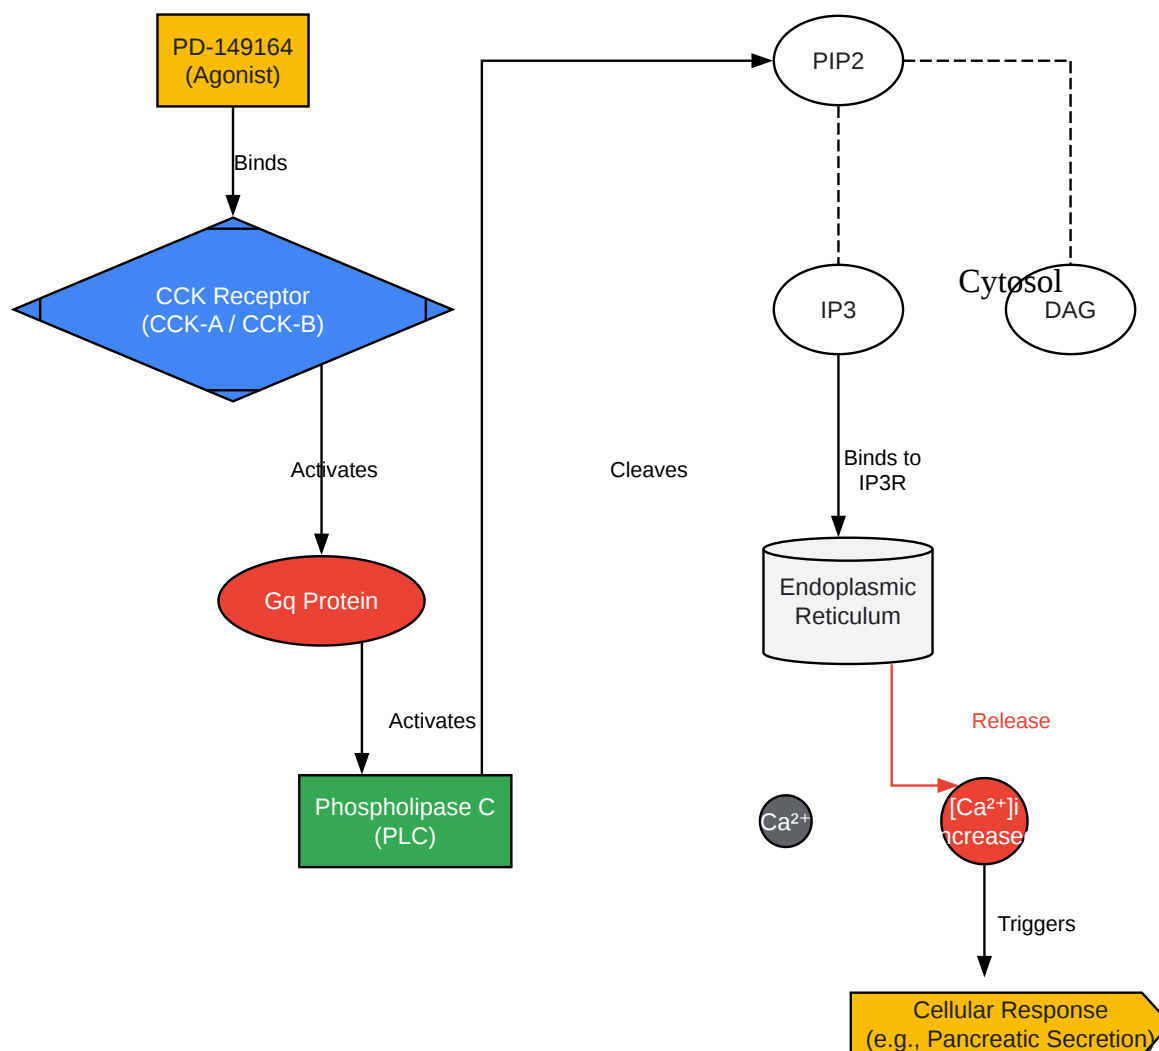 PD-149164
(Agonist)
PIP2
Binds
CCK Receptor
(CCK-A / CCK-B)
IP3
Cytosol
DAG
Activates
Cleaves
Binds to
IP3R
Gq Protein
Endoplasmic
Reticulum
Activates
Release
Phospholipase C
(PLC)
Ca²⁺
[Ca²⁺]i
ncreased
Triggers
Cellular Response
(e.g., Pancreatic Secretion)